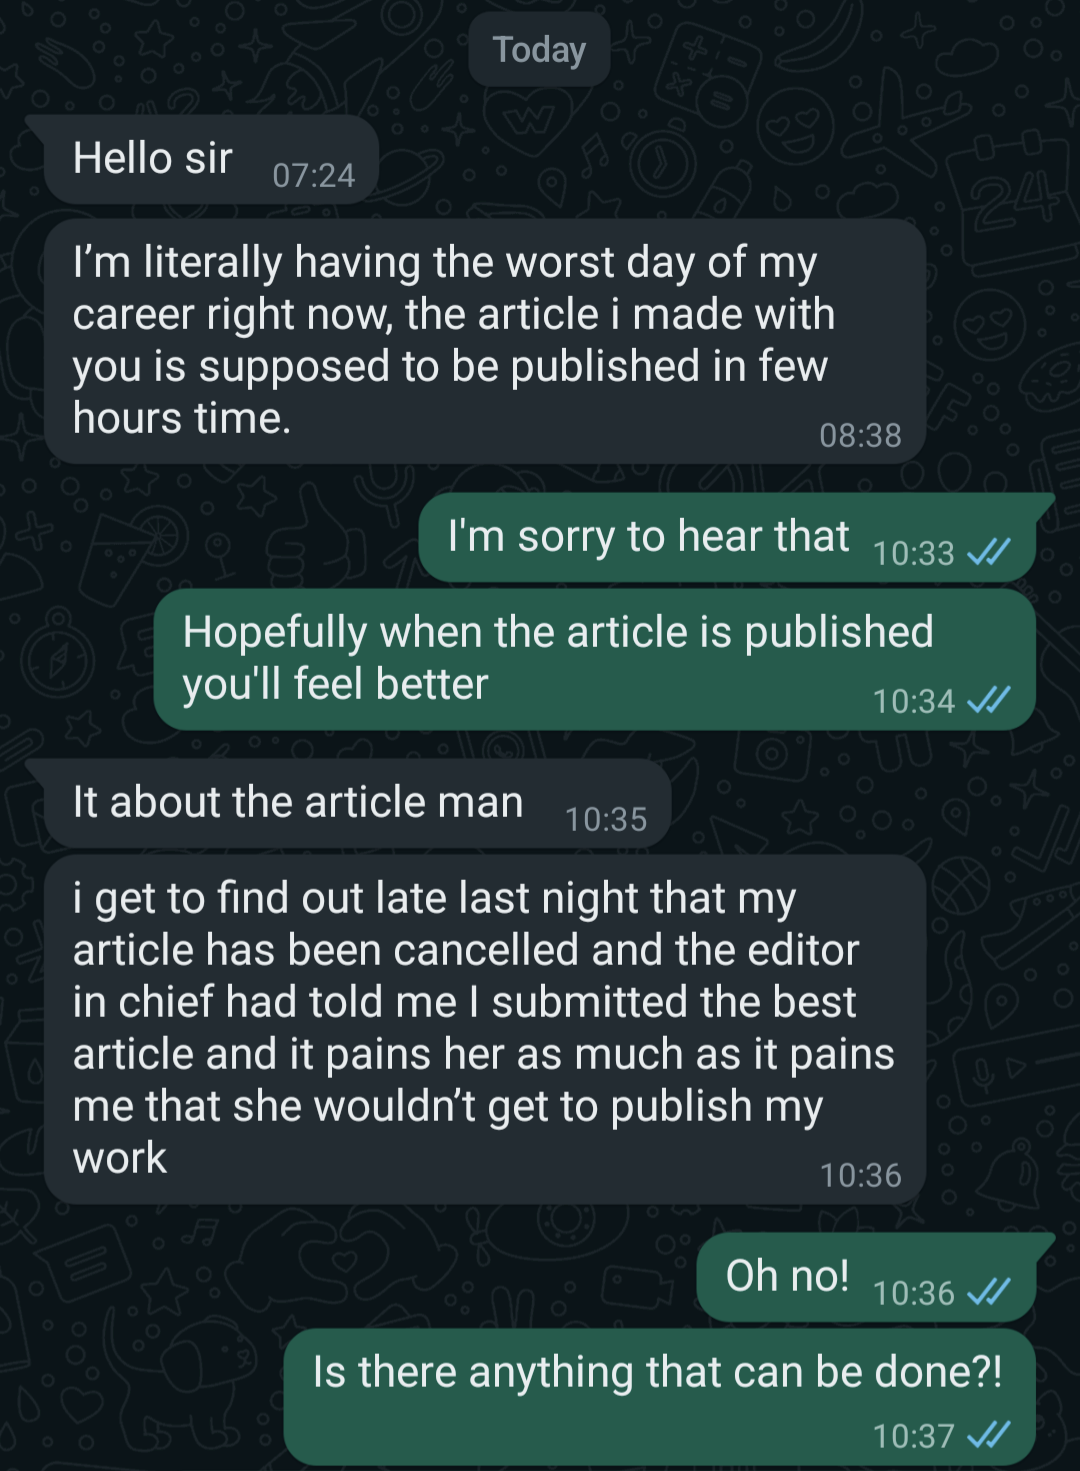 Today
Hello sir 07:24
I’m literally having the worst day of my
career right now, the article i made with
you is supposed to be published in few
hours time.
08:38
I'm sorry to hear that 10:33
Hopefully when the article is published
you'll feel better
10:34
It about the article man 10:35
i get to find out late last night that my
article has been cancelled and the editor
in chief had told me I submitted the best
article and it pains her as much as it pains
me that she wouldn’t get to publish my
work
10:36
Oh no! 10:36
Is there anything that can be done?!
10:37